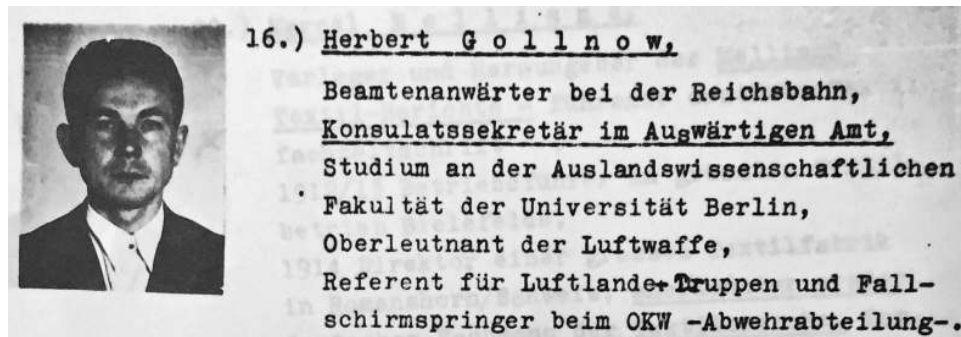 16.) Herbert G o l l n o w,
Beamtenanwärter bei der Reichsbahn,
Konsulatssekretär im Auswärtigen Amt,
Studium an der Auslandswissenschaftlichen
Fakultät der Universität Berlin,
Oberleutnant der Luftwaffe,
Referent für Luftlande-Truppen und Fall-
schirmspringer beim OKW -Abwehrabteilung-.